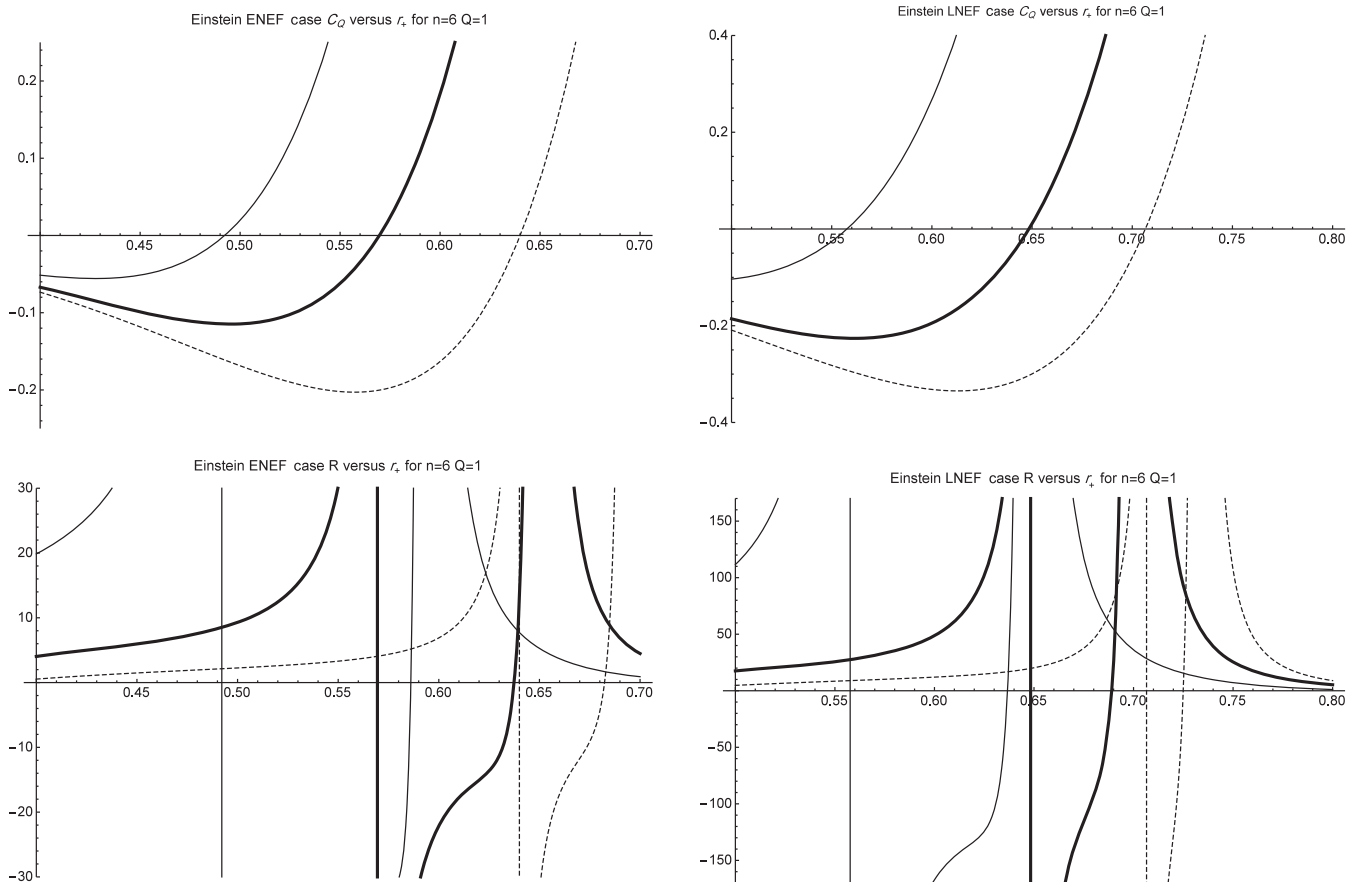 Einstein ENEF case C_Q versus r_+ for n=6 Q=1
0.2
0.1
0.45 0.50 0.55 0.60 0.65 0.70
−0.1
−0.2
Einstein LNEF case C_Q versus r_+ for n=6 Q=1
0.4
0.2
0.55 0.60 0.65 0.70 0.75 0.80
−0.2
−0.4
Einstein ENEF case R versus r_+ for n=6 Q=1
30
20
10
0.45 0.50 0.55 0.60 0.65 0.70
−10
−20
−30
Einstein LNEF case R versus r_+ for n=6 Q=1
150
100
50
0.55 0.60 0.65 0.70 0.75 0.80
−50
−100
−150